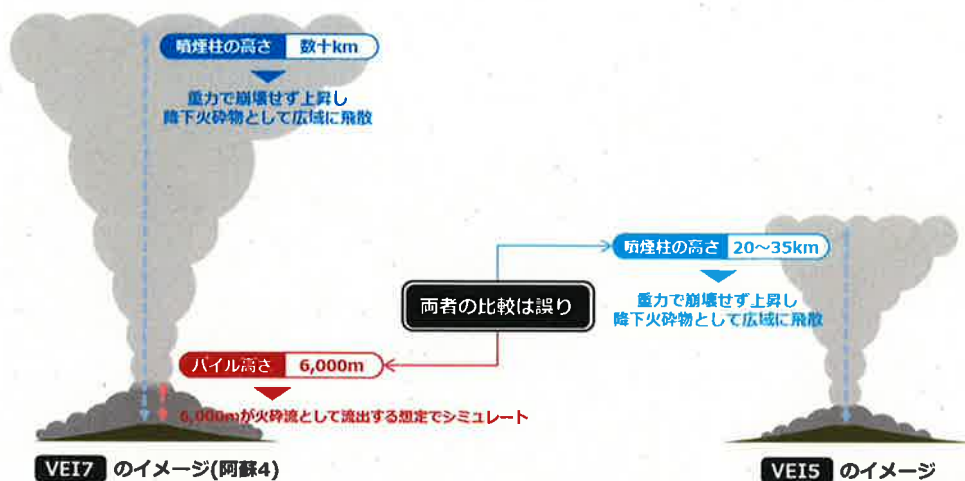 噴煙柱の高さ 数十km
重力で崩壊せず上昇し
降下火砕物として広域に飛散
噴煙柱の高さ 20～35km
重力で崩壊せず上昇し
降下火砕物として広域に飛散
両者の比較は誤り
パイル高さ 6,000m
6,000mが火砕流として流出する想定でシミュレート
VEI7 のイメージ(阿蘇4)
VEI5 のイメージ